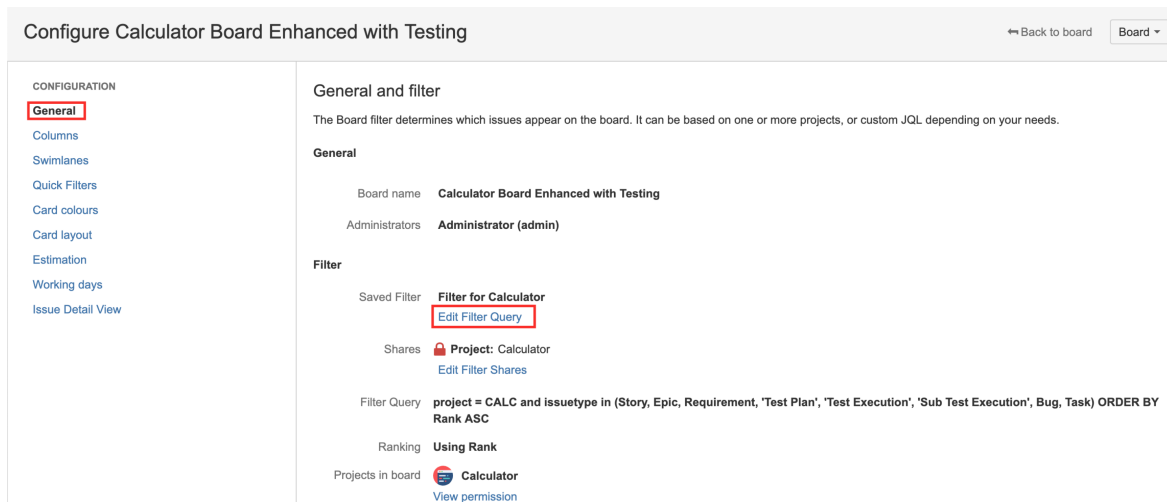 Configure Calculator Board Enhanced with Testing
Back to board
Board
CONFIGURATION
General
Columns
Swimlanes
Quick Filters
Card colours
Card layout
Estimation
Working days
Issue Detail View
General and filter
The Board filter determines which issues appear on the board. It can be based on one or more projects, or custom JQL depending on your needs.
General
Board name Calculator Board Enhanced with Testing
Administrators Administrator (admin)
Filter
Saved Filter Filter for Calculator
Edit Filter Query
Shares Project: Calculator
Edit Filter Shares
Filter Query project = CALC and issuetype in (Story, Epic, Requirement, 'Test Plan', 'Test Execution', 'Sub Test Execution', Bug, Task) ORDER BY
Rank ASC
Ranking Using Rank
Projects in board Calculator
View permission